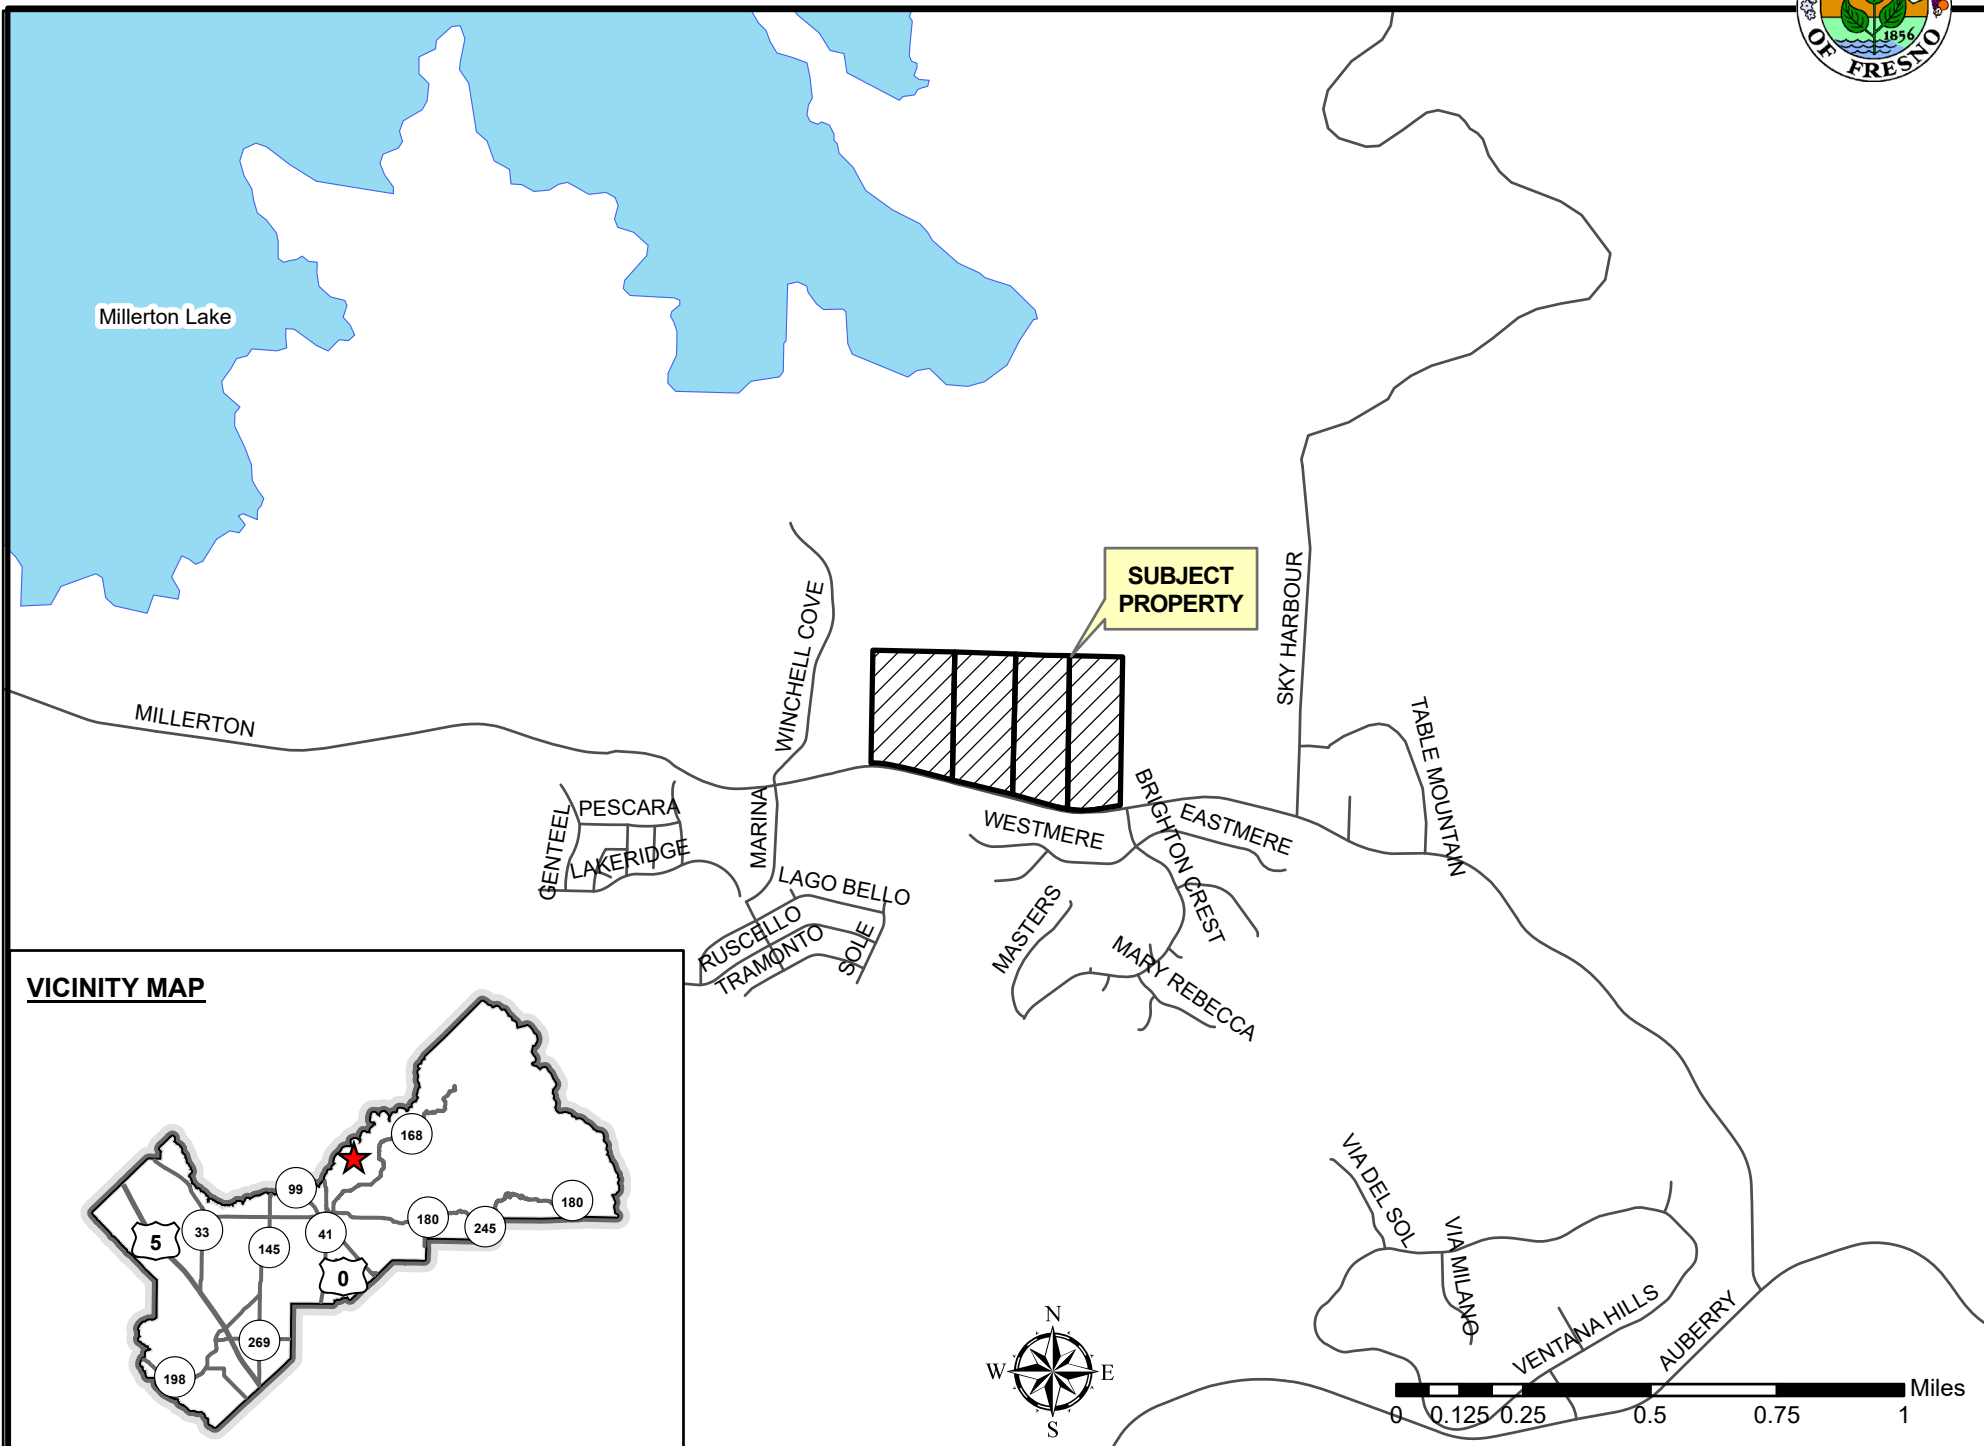 1856
OF FRESNO
Millerton Lake
SUBJECT
PROPERTY
WINCHELL COVE
SKY HARBOUR
MILLERTON
TABLE MOUNTAIN
BRIGHTON CREST
PESCARA
GENTEEL
MARINA
WESTMERE
EASTMERE
LAKERIDGE
LAGO BELLO
RUSCELLO
TRAMONTO
SOLE
MASTERS
MARY REBECCA
VICINITY MAP
168
99
180
180
245
33
41
145
5
0
269
198
VIA DEL SOL
VIA MILANO
VENTANA HILLS
AUBERRY
N
W E
S
Miles
0 0.125 0.25 0.5 0.75 1